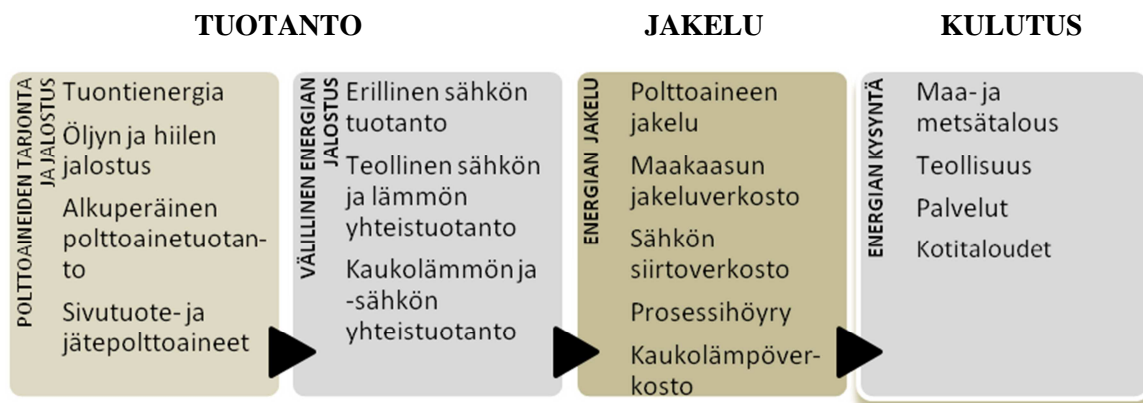 TUOTANTO
JAKELU
KULUTUS
POLTTOAINEIDEN TARJONTA
JA JALOSTUS
Tuontienergia
Öljyn ja hiilen
jalostus
Alkuperäinen
polttoainetuotan-
to
Sivutuote- ja
jätepolttoaineet
VÄLILLINEN ENERGIAN
JALOSTUS
Erillinen sähkön
tuotanto
Teollinen sähkön
ja lämmön
yhteistuotanto
Kaukolämmön ja
-sähkön
yhteistuotanto
ENERGIAN JAKELU
Polttoaineen
jakelu
Maakaasun
jakeluverkosto
Sähkön
siirtoverkosto
Prosessihöyry
Kaukolämpöver-
kosto
ENERGIAN KYSYNTÄ
Maa- ja
metsätalous
Teollisuus
Palvelut
Kotitaloudet